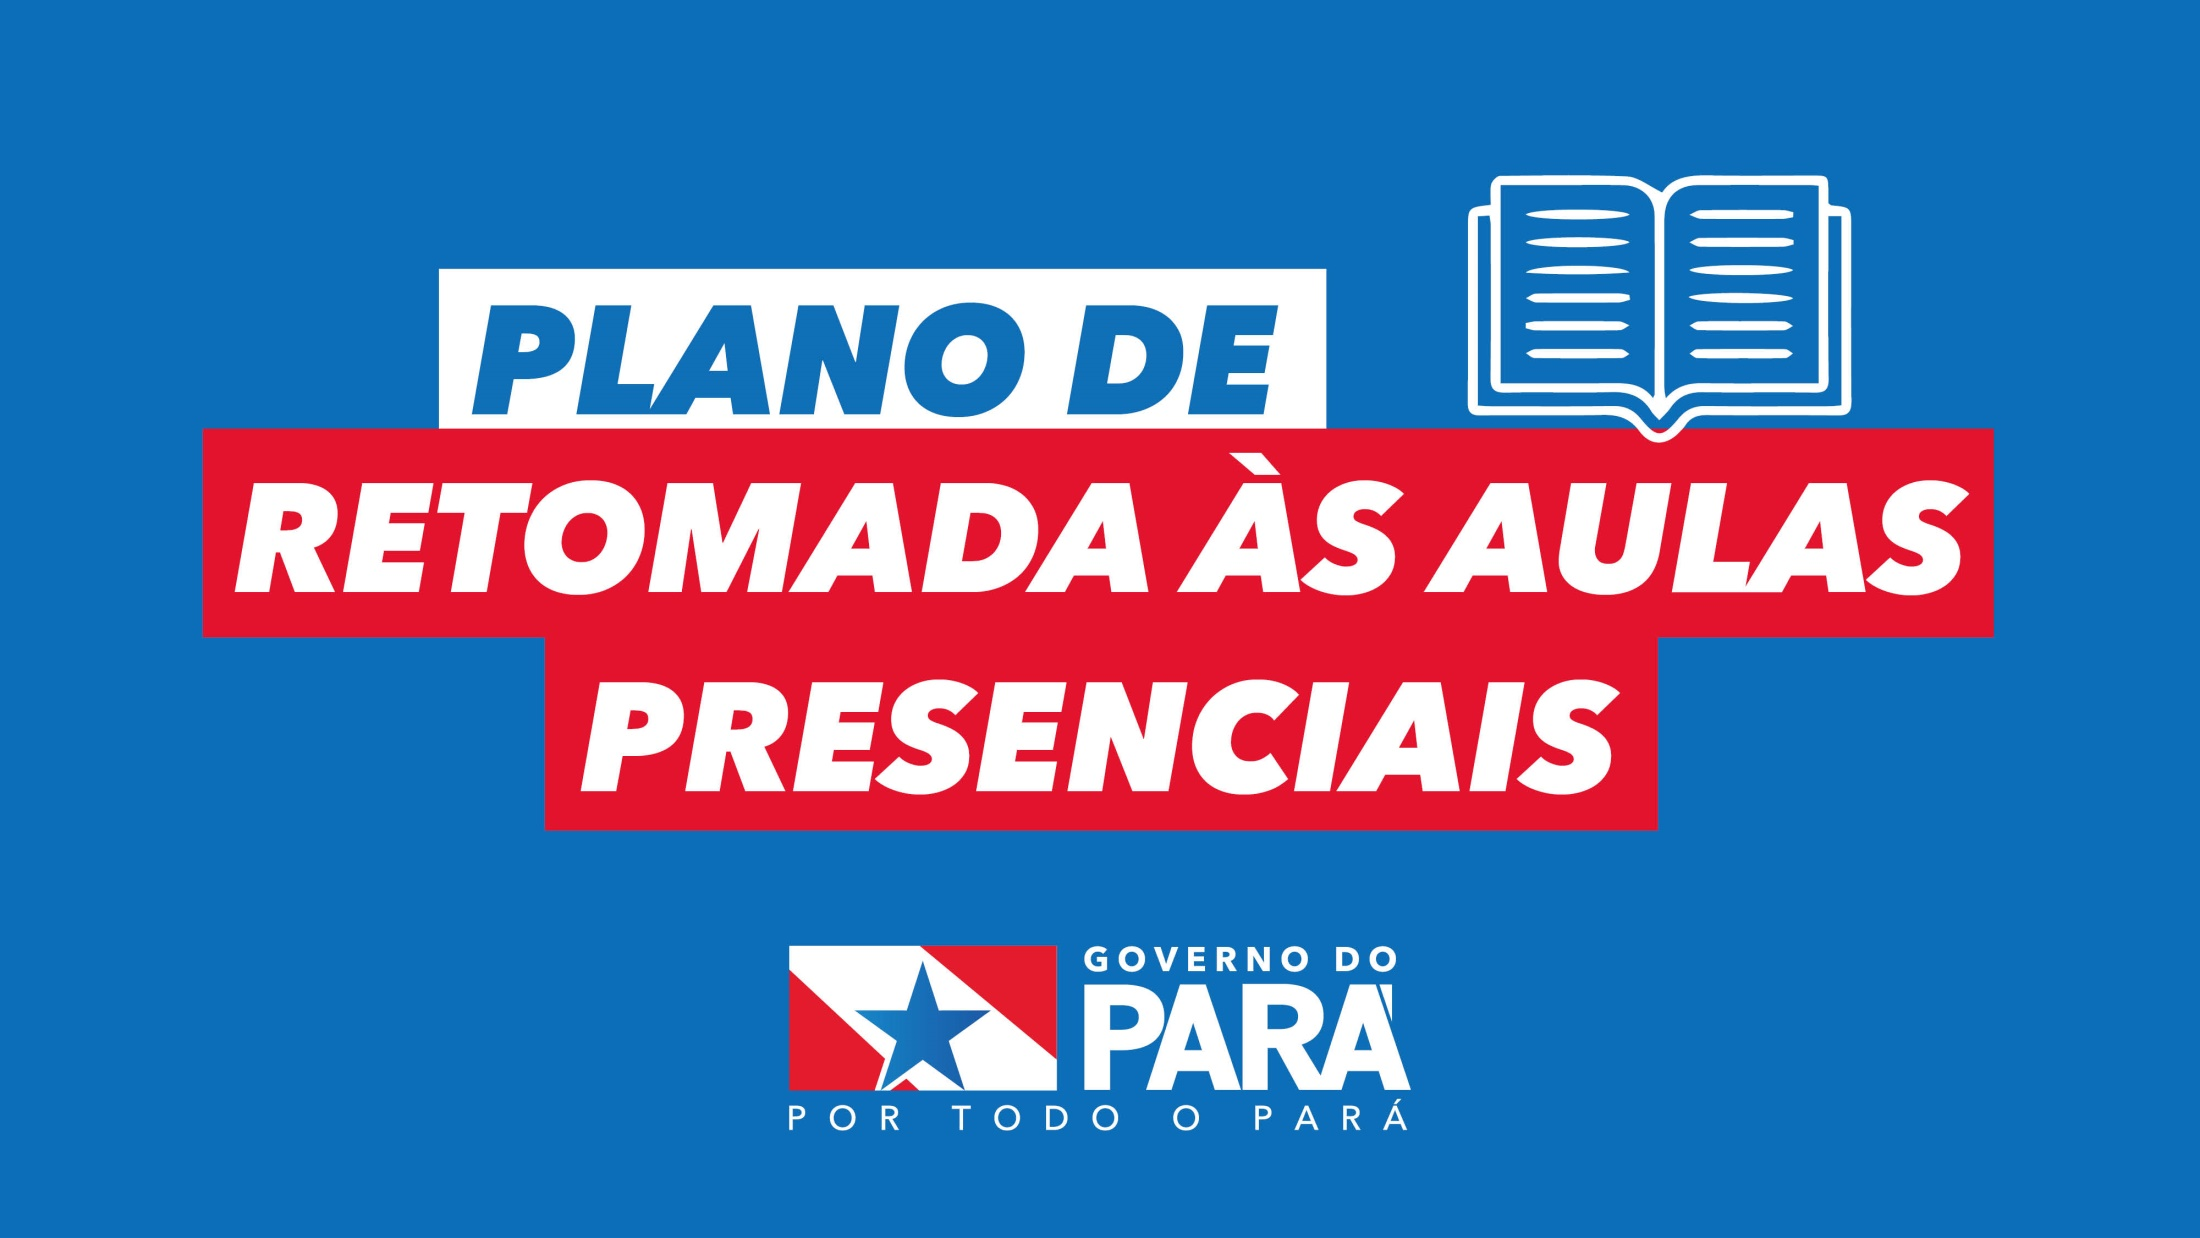 PLANO DE
RETOMADA ÀS AULAS
PRESENCIAIS
GOVERNO DO
PARÁ
POR TODO O PARÁ